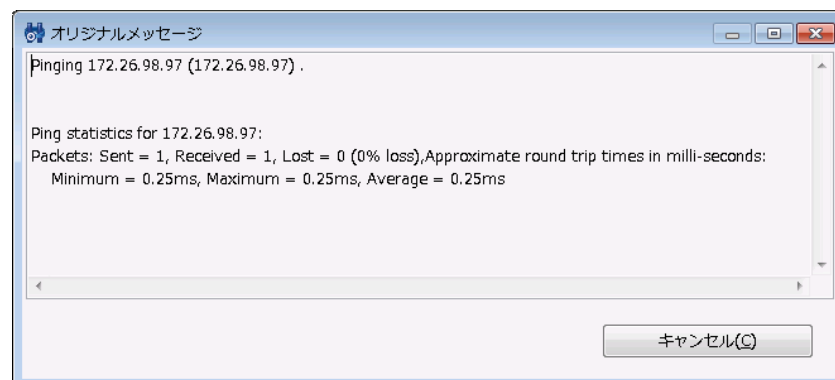 オリジナルメッセージ
Pinging 172.26.98.97 (172.26.98.97) .
Ping statistics for 172.26.98.97:
Packets: Sent = 1, Received = 1, Lost = 0 (0% loss),Approximate round trip times in milli-seconds:
Minimum = 0.25ms, Maximum = 0.25ms, Average = 0.25ms
キャンセル(C)